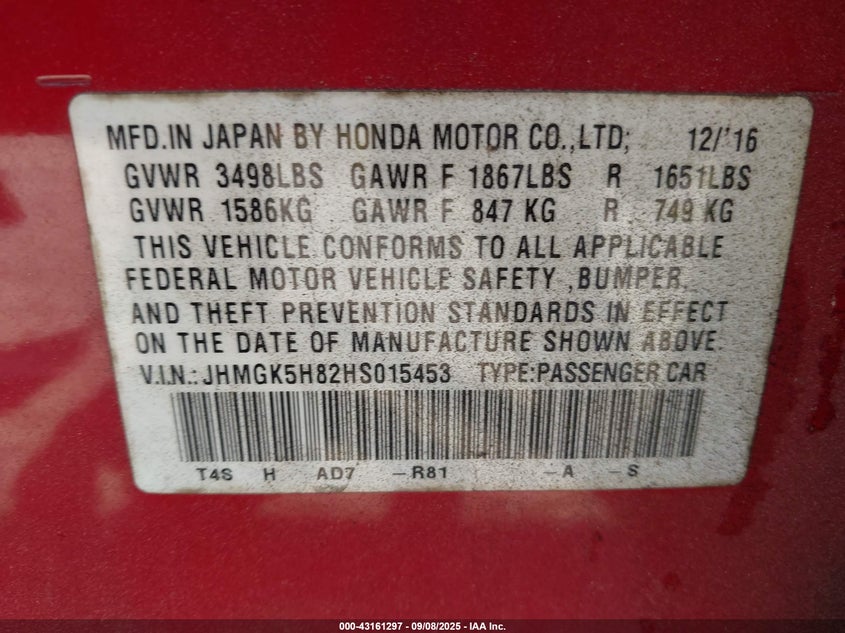 MFD.IN JAPAN BY HONDA MOTOR CO.,LTD; 12/'16
GVWR 3498LBS GAWR F 1867LBS R 1651LBS
GVWR 1586KG GAWR F 847 KG R 749 KG
THIS VEHICLE CONFORMS TO ALL APPLICABLE
FEDERAL MOTOR VEHICLE SAFETY ,BUMPER,
AND THEFT PREVENTION STANDARDS IN EFFECT
ON THE DATE OF MANUFACTURE SHOWN ABOVE.
V.I.N.: JHMGK5H82HS015453 TYPE:PASSENGER CAR
T4S H AD7 –R81 –A –S
000-43161297 - 09/08/2025 - IAA Inc.